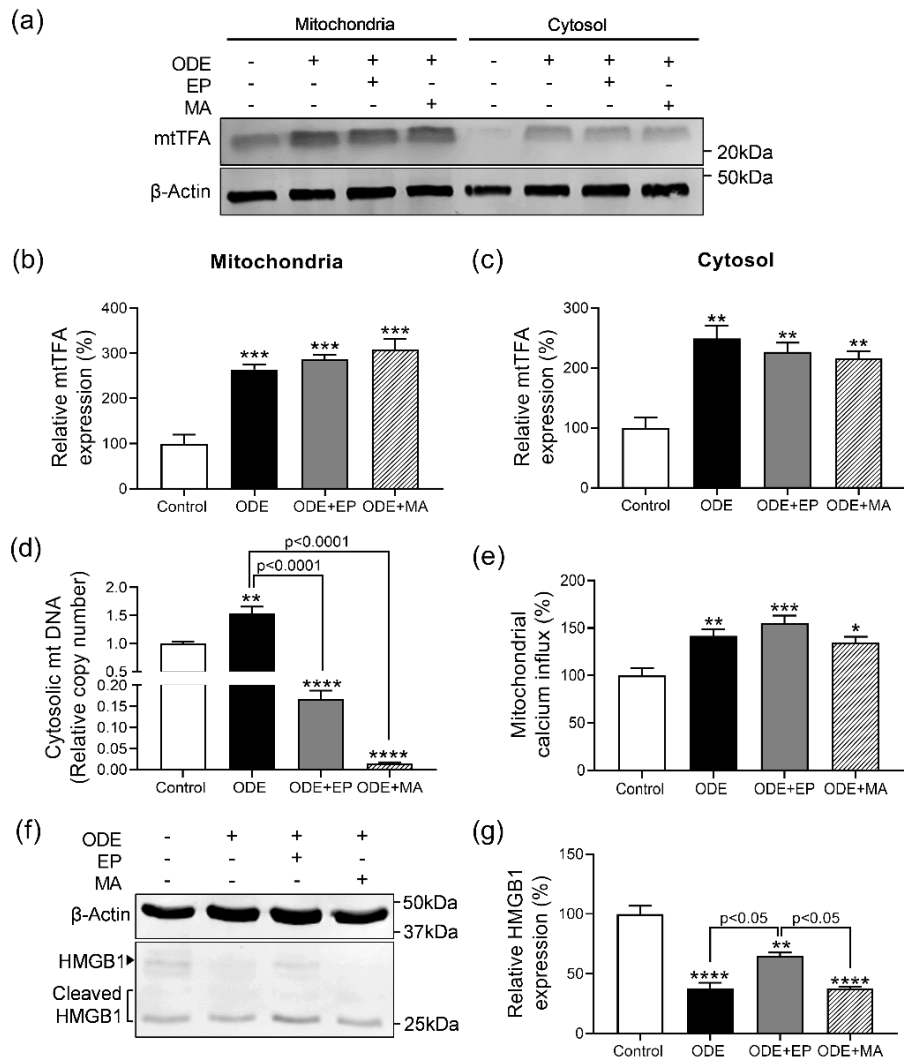 (a)
Mitochondria Cytosol
ODE - + + + - + + +
EP - - + - - - + -
MA - - - + - - - +
mtTFA
20kDa
50kDa
β-Actin
(b) Mitochondria
Relative mtTFA
expression (%)
400
300
200
100
0
*** *** ***
Control ODE ODE+EP ODE+MA
(c) Cytosol
Relative mtTFA
expression (%)
300
250
200
150
100
50
0
** ** **
Control ODE ODE+EP ODE+MA
(d)
Cytosolic mt DNA
(Relative copy number)
p<0.0001
p<0.0001
2.0
1.5
1.0
0.5
0.20
0.15
0.10
0.05
0.00
** **** ****
Control ODE ODE+EP ODE+MA
(e)
Mitochondrial
calcium influx (%)
200
150
100
50
0
** *** *
Control ODE ODE+EP ODE+MA
(f)
ODE - + + +
EP - - + -
MA - - - +
β-Actin
50kDa
37kDa
HMGB1
Cleaved
HMGB1
25kDa
(g)
Relative HMGB1
expression (%)
150
100
50
0
p<0.05 p<0.05
**** ** ****
Control ODE ODE+EP ODE+MA